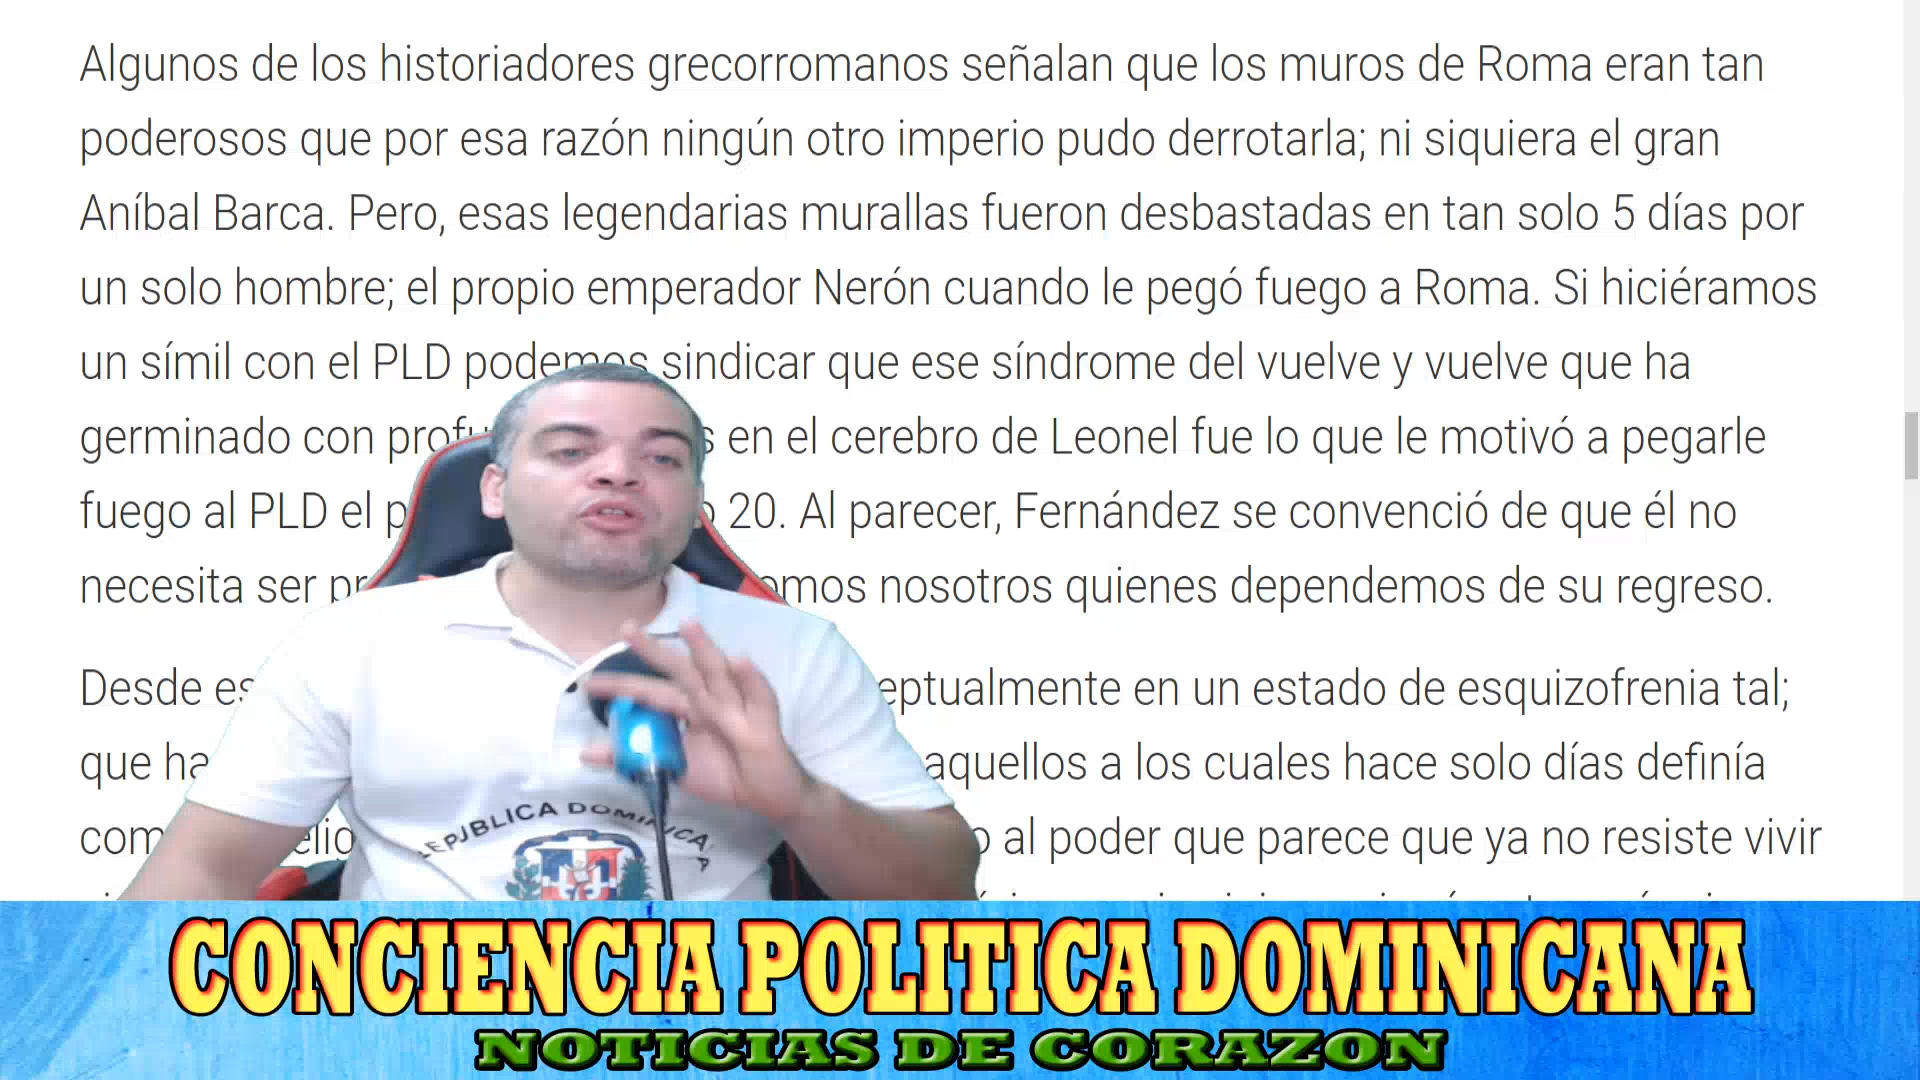 Algunos de los historiadores grecorromanos señalan que los muros de Roma eran tan
poderosos que por esa razón ningún otro imperio pudo derrotarla; ni siquiera el gran
Aníbal Barca. Pero, esas legendarias murallas fueron desbastadas en tan solo 5 días por
un solo hombre; el propio emperador Nerón cuando le pegó fuego a Roma. Si hiciéramos
un símil con el PLD podemos sindicar que ese síndrome del vuelve y vuelve que ha
germinado con en el cerebro de Leonel fue lo que le motivó a pegarle
fuego al PLD el 20. Al parecer, Fernández se convenció de que él no
necesita ser nosotros quienes dependemos de su regreso.
Desde en un estado de esquizofrenia tal;
que aquellos a los cuales hace solo días definía
al poder que parece que ya no resiste vivir
REPÚBLICA DOMINICANA
CONCIENCIA POLITICA DOMINICANA
NOTICIAS DE CORAZON